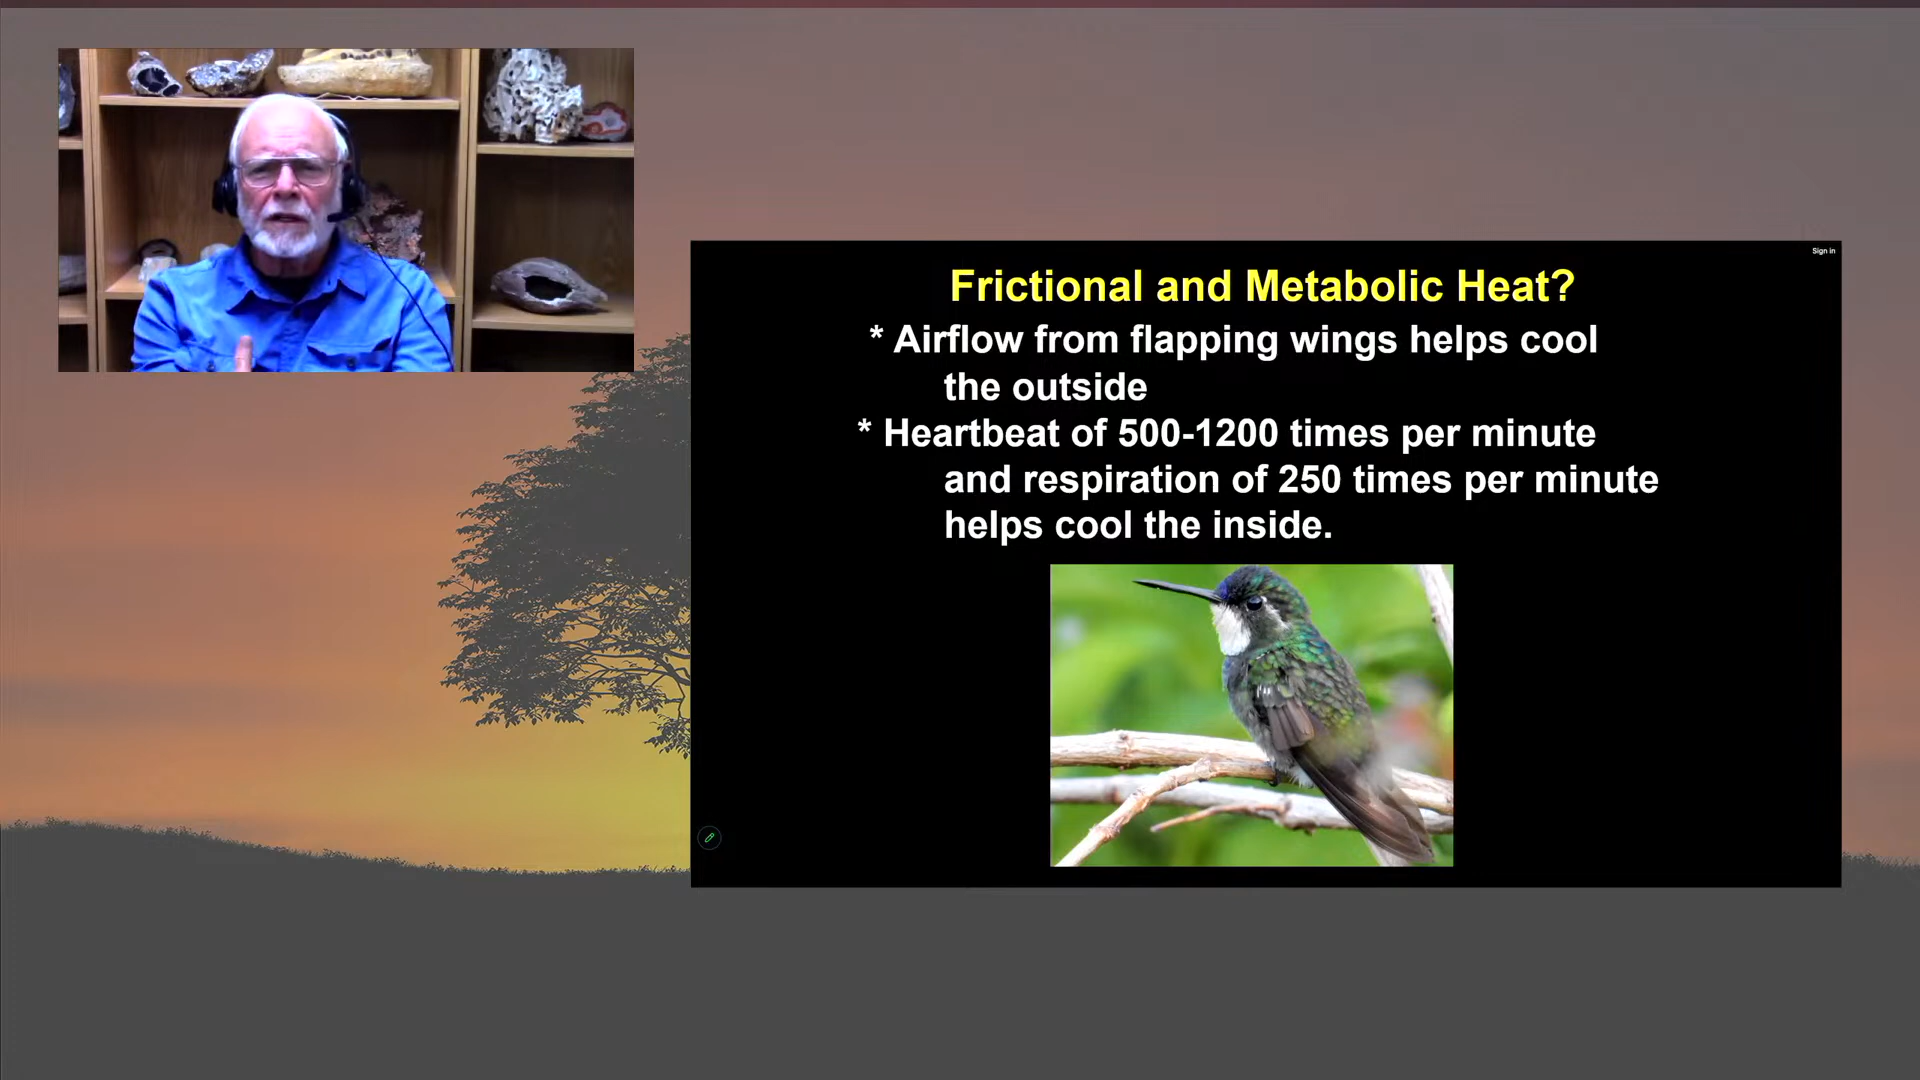 Sign in
Frictional and Metabolic Heat?
* Airflow from flapping wings helps cool
the outside
* Heartbeat of 500-1200 times per minute
and respiration of 250 times per minute
helps cool the inside.